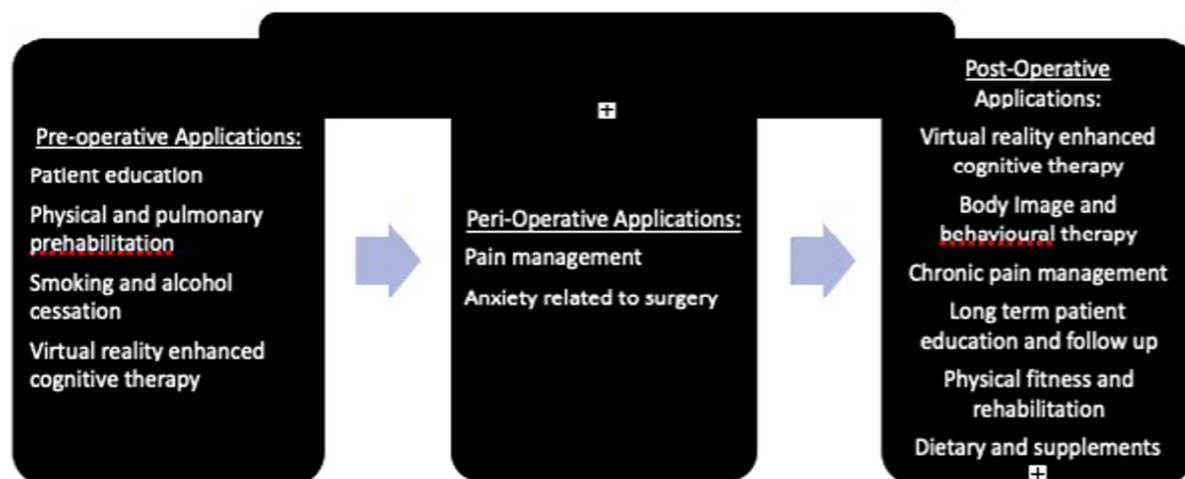 Pre-operative Applications:
Patient education
Physical and pulmonary
prehabilitation
Smoking and alcohol
cessation
Virtual reality enhanced
cognitive therapy
Peri-Operative Applications:
Pain management
Anxiety related to surgery
Post-Operative
Applications:
Virtual reality enhanced
cognitive therapy
Body Image and
behavioural therapy
Chronic pain management
Long term patient
education and follow up
Physical fitness and
rehabilitation
Dietary and supplements